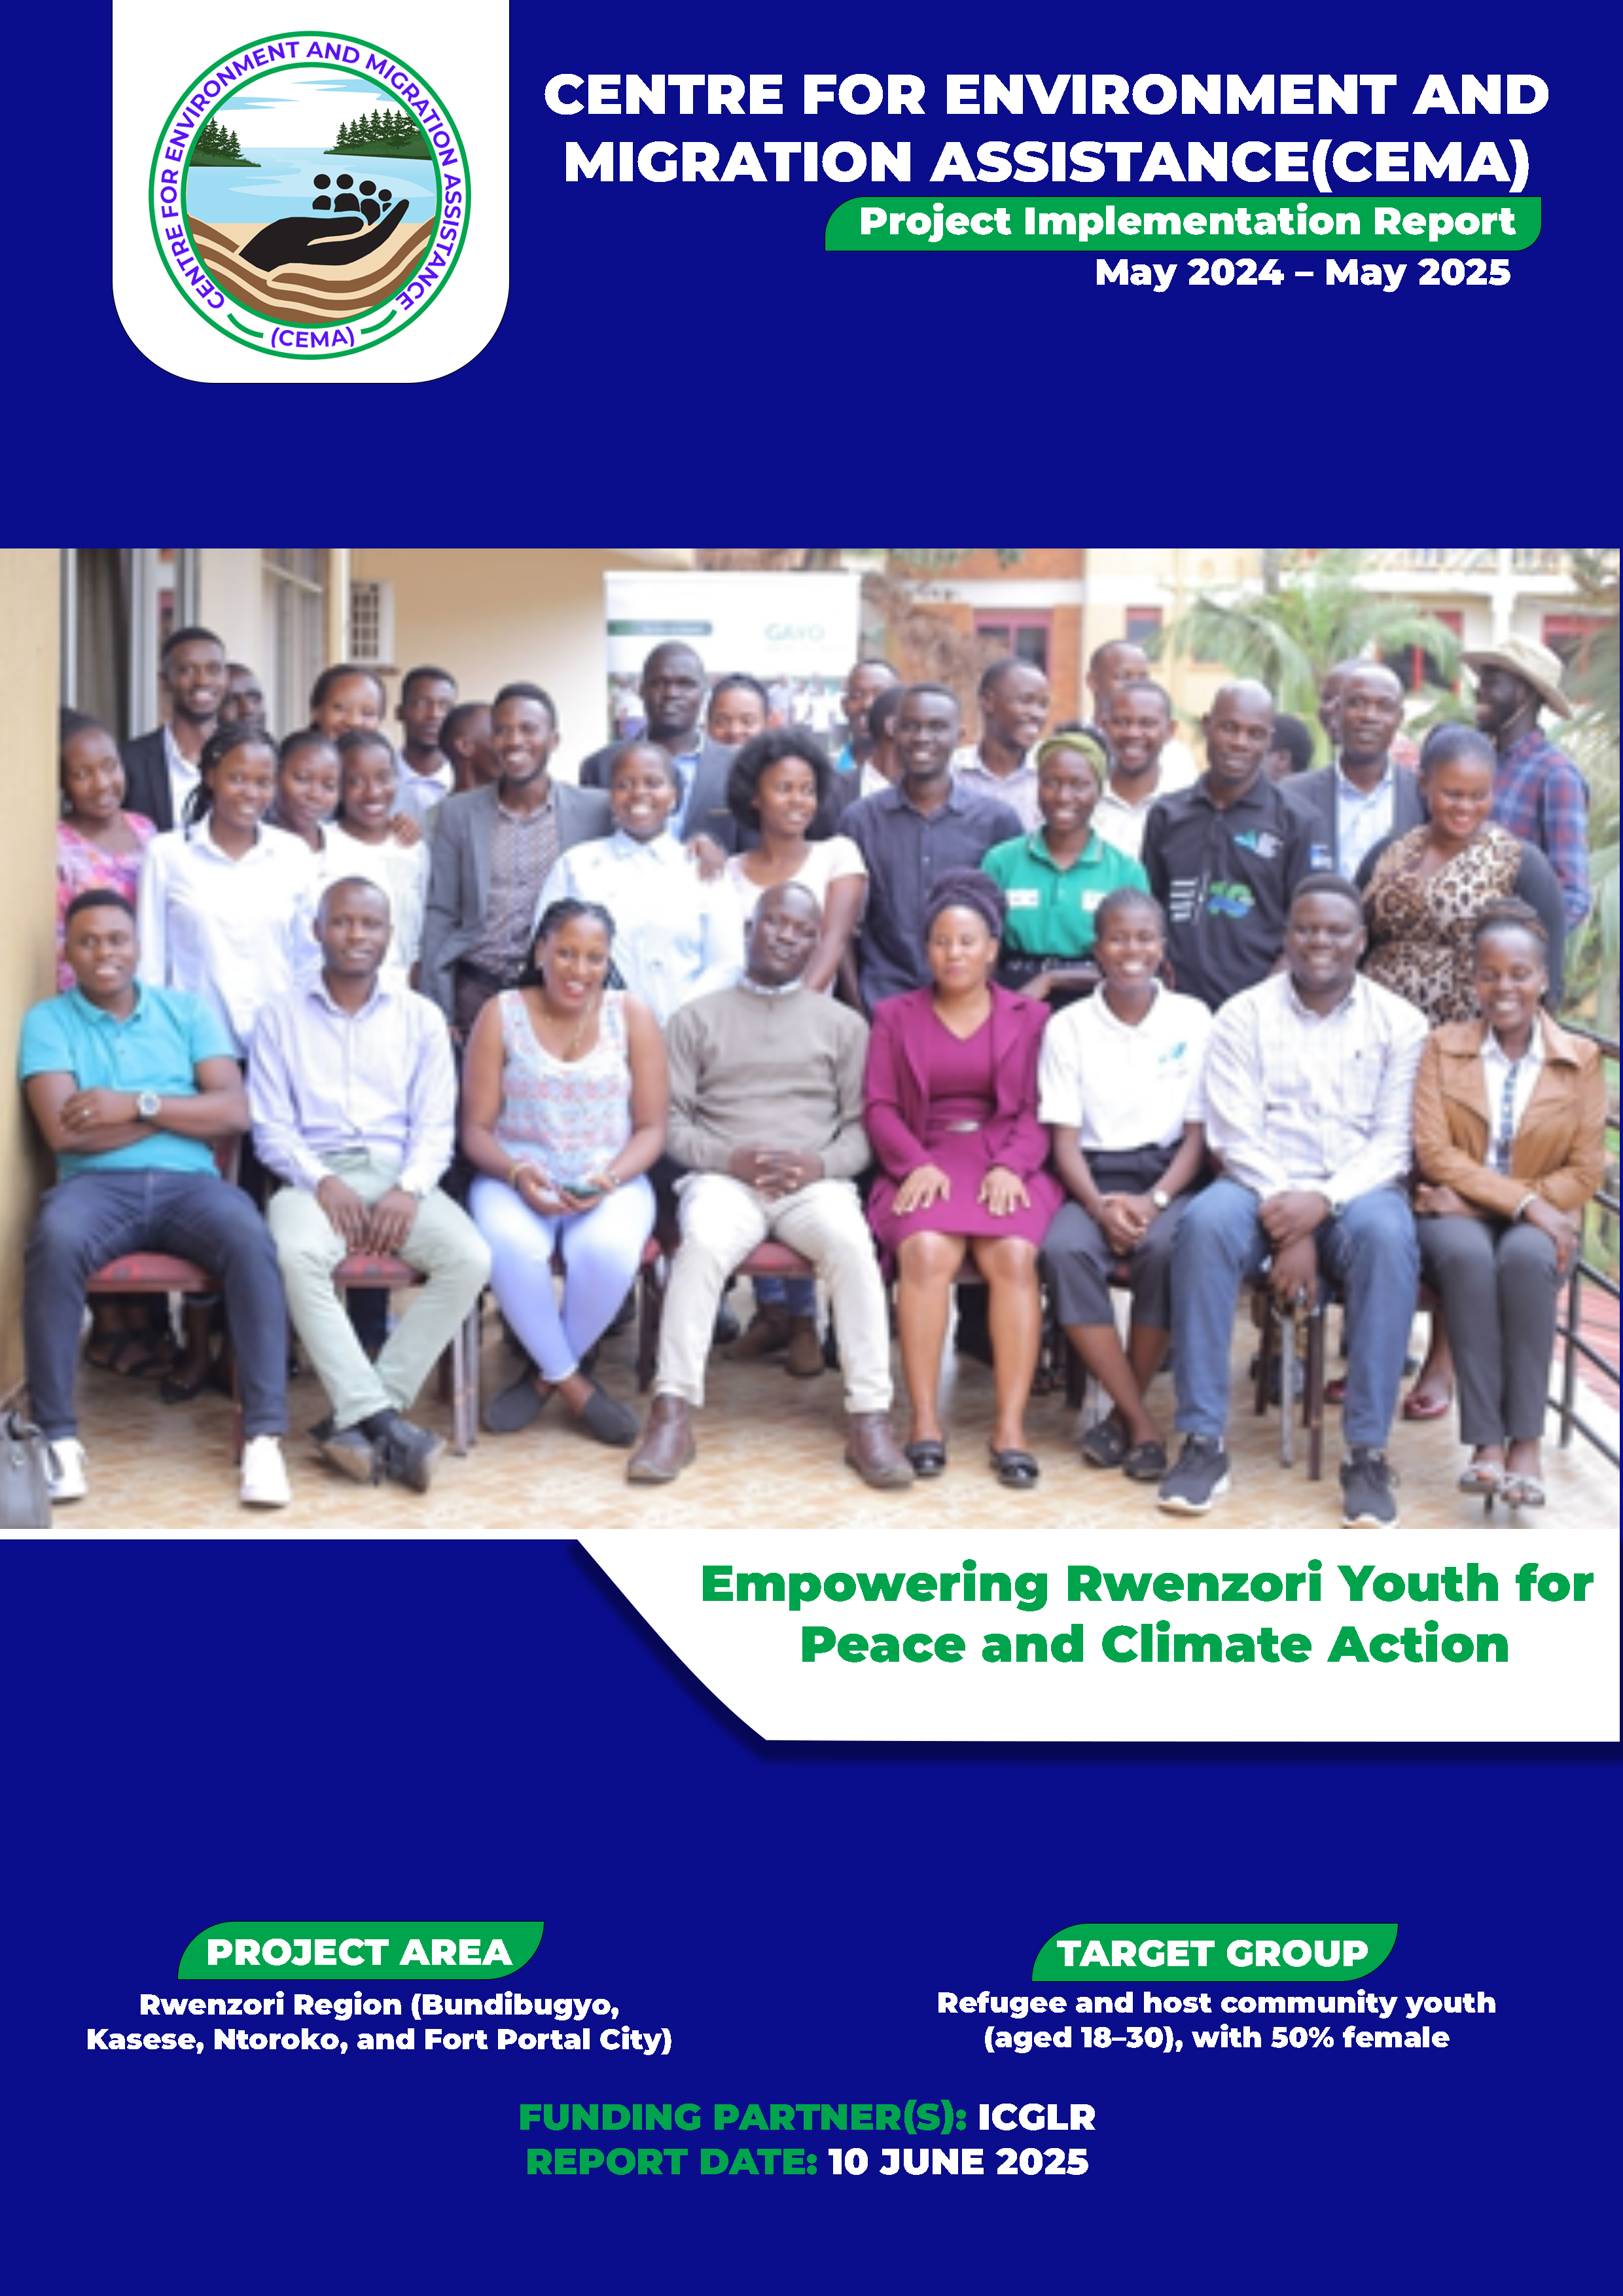 CENTRE FOR ENVIRONMENT AND MIGRATION ASSISTANCE
(CEMA)
CENTRE FOR ENVIRONMENT AND
MIGRATION ASSISTANCE(CEMA)
Project Implementation Report
May 2024 – May 2025
GAYO
Empowering Rwenzori Youth for
Peace and Climate Action
PROJECT AREA
Rwenzori Region (Bundibugyo,
Kasese, Ntoroko, and Fort Portal City)
TARGET GROUP
Refugee and host community youth
(aged 18–30), with 50% female
FUNDING PARTNER(S): ICGLR
REPORT DATE: 10 JUNE 2025